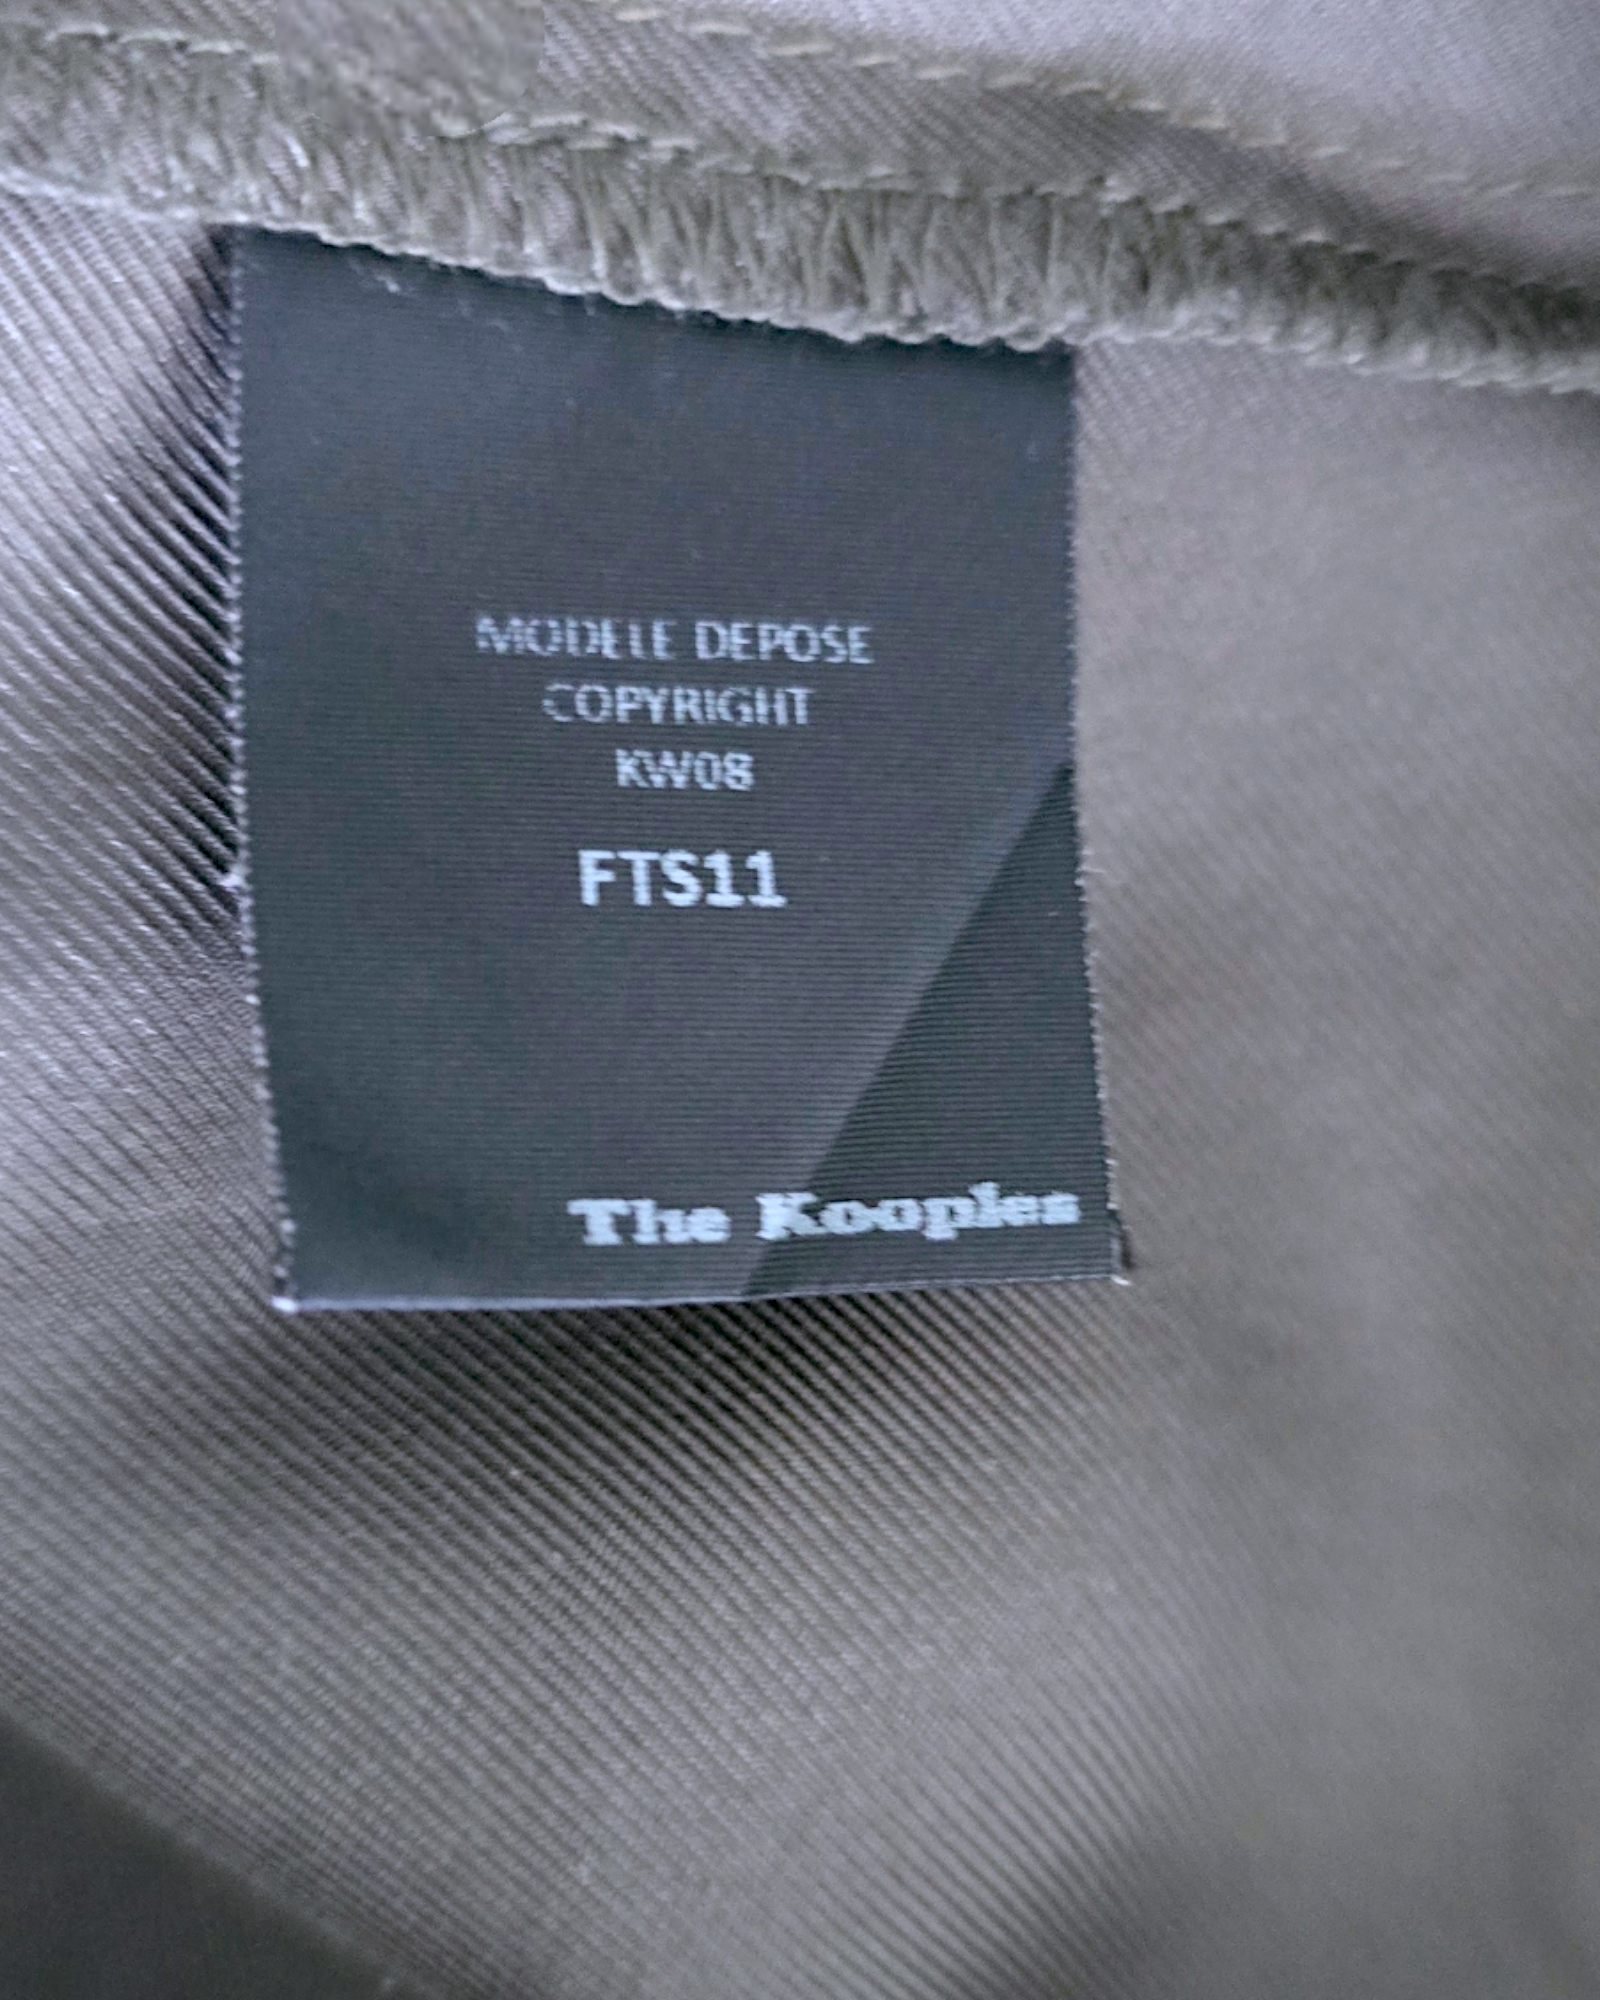 MODELE DEPOSE
COPYRIGHT
KW08
FTS11
The Kooples